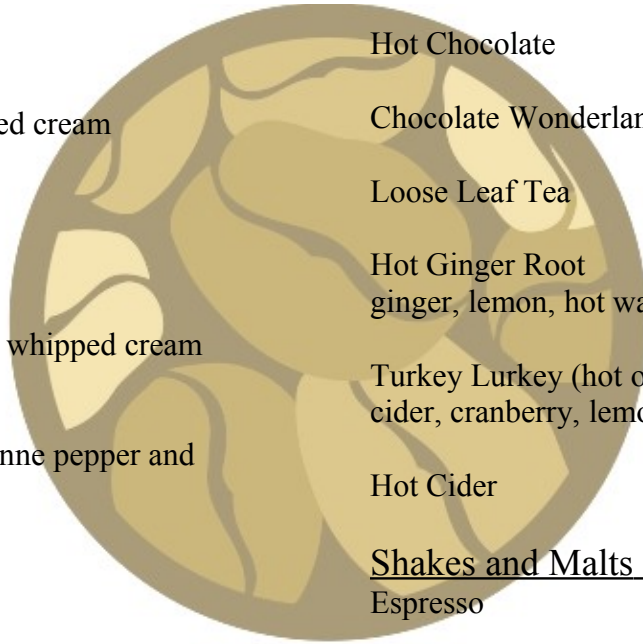 ed cream
whipped cream
nne pepper and
Hot Chocolate
Chocolate Wonderlan
Loose Leaf Tea
Hot Ginger Root
ginger, lemon, hot wa
Turkey Lurkey (hot o
cider, cranberry, lemo
Hot Cider
Shakes and Malts
Espresso